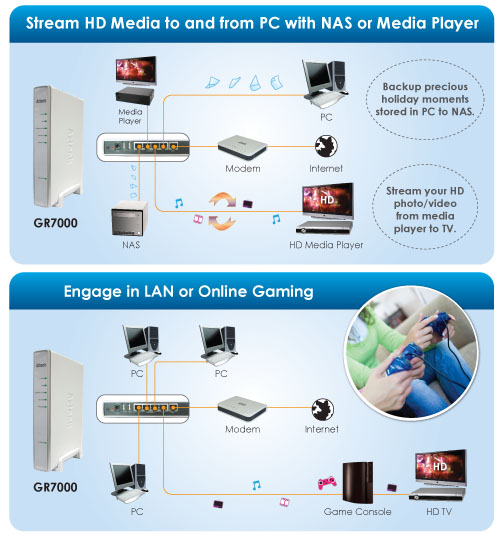 Stream HD Media to and from PC with NAS or Media Player
Media
Player
PC
Backup precious
holiday moments
stored in PC to NAS.
Modem
Internet
GR7000
NAS
HD
HD Media Player
Stream your HD
photo/video
from media
player to TV.
Engage in LAN or Online Gaming
PC
PC
Modem
Internet
GR7000
PC
Game Console
HD
HD TV